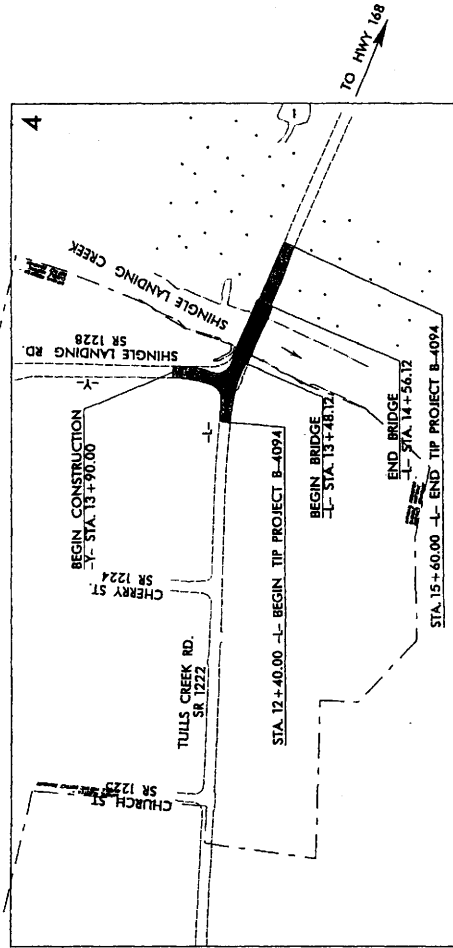 4
TO HWY 168
SHINGLE LANDING CREEK
SHINGLE LANDING RD.
SR 1228
-Y-
BEGIN CONSTRUCTION
-Y- STA. 13+90.00
-L-
CHERRY ST.
SR 1224
TULLS CREEK RD.
SR 1222
CHURCH ST
SR 1225
STA. 12+40.00 -L- BEGIN TIP PROJECT B-4094
BEGIN BRIDGE
-L- STA. 13+48.12
END BRIDGE
-L- STA. 14+56.12
STA. 15+60.00 -L- END TIP PROJECT B-4094